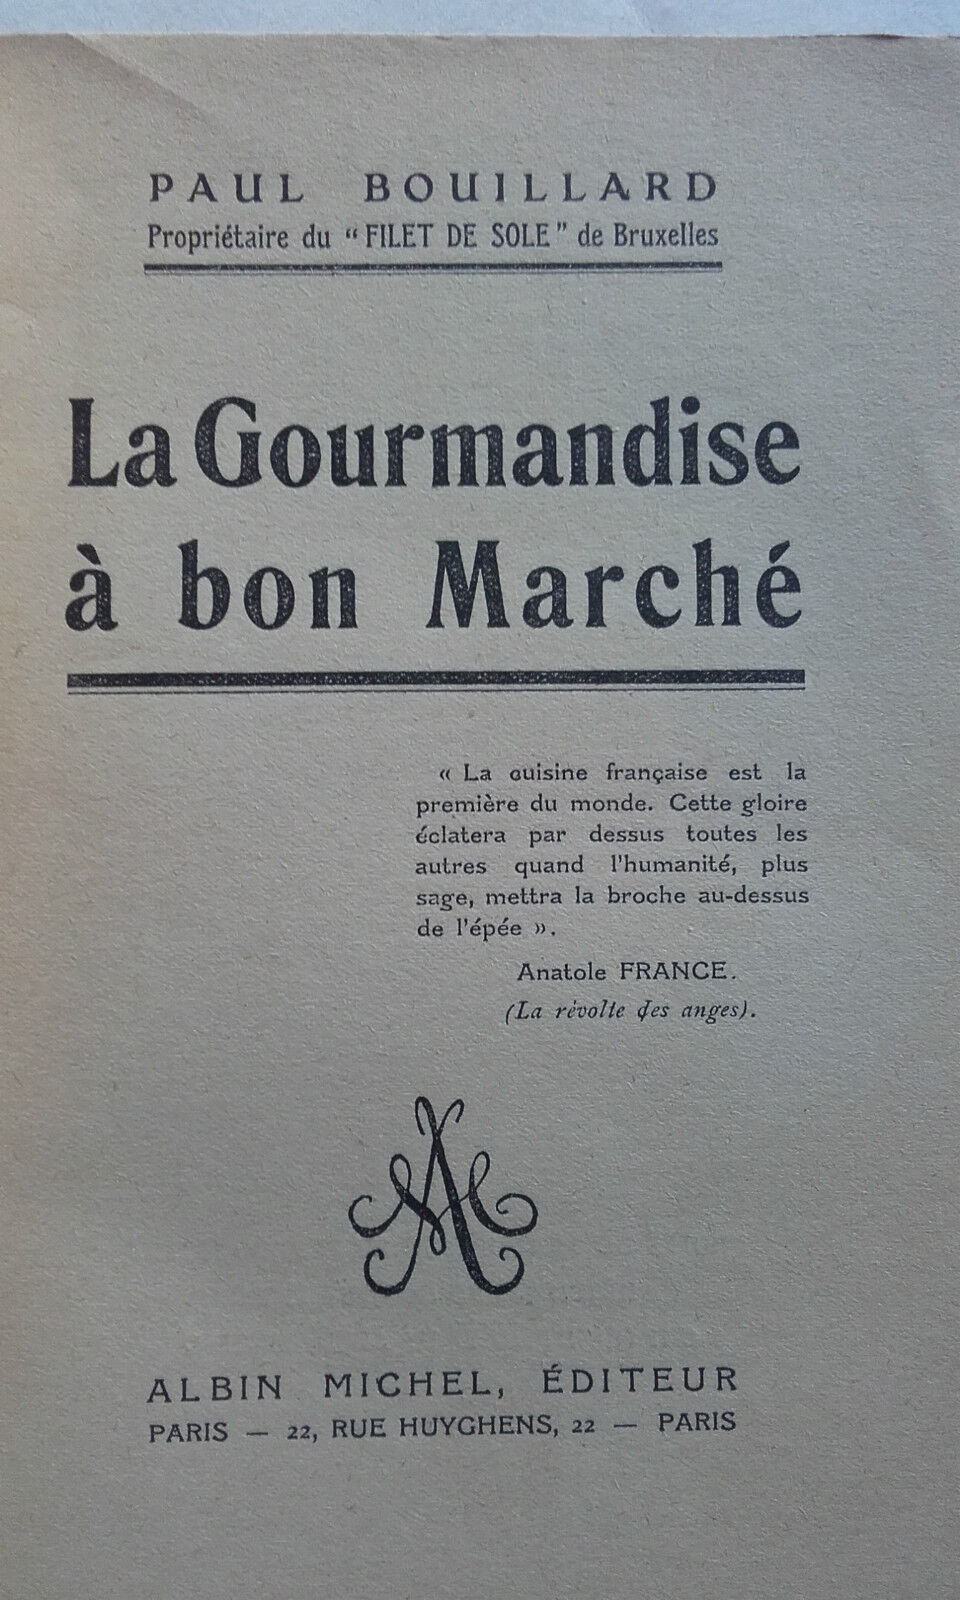 PAUL BOUILLARD
Propriétaire du "FILET DE SOLE" de Bruxelles
La Gourmandise
à bon Marché
« La cuisine française est la
première du monde. Cette gloire
éclatera par dessus toutes les
autres quand l'humanité, plus
sage, mettra la broche au-dessus
de l'épée ».
Anatole FRANCE.
(La révolte des anges).
AM
ALBIN MICHEL, ÉDITEUR
PARIS — 22, RUE HUYGHENS, 22 — PARIS